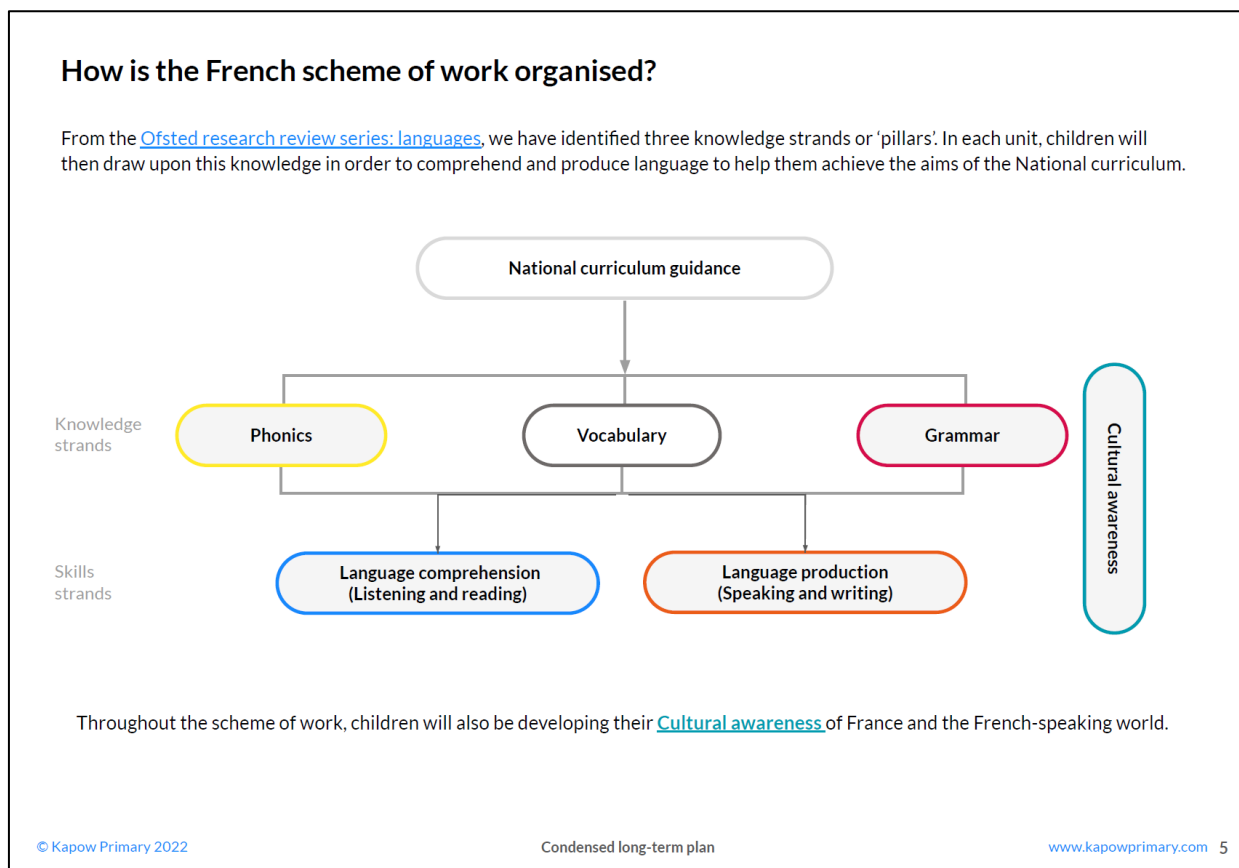 How is the French scheme of work organised?
From the Ofsted research review series: languages, we have identified three knowledge strands or ‘pillars’. In each unit, children will
then draw upon this knowledge in order to comprehend and produce language to help them achieve the aims of the National curriculum.
National curriculum guidance
Knowledge
strands
Phonics
Vocabulary
Grammar
Cultural awareness
Skills
strands
Language comprehension
(Listening and reading)
Language production
(Speaking and writing)
Throughout the scheme of work, children will also be developing their Cultural awareness of France and the French-speaking world.
© Kapow Primary 2022
Condensed long-term plan
www.kapowprimary.com 5